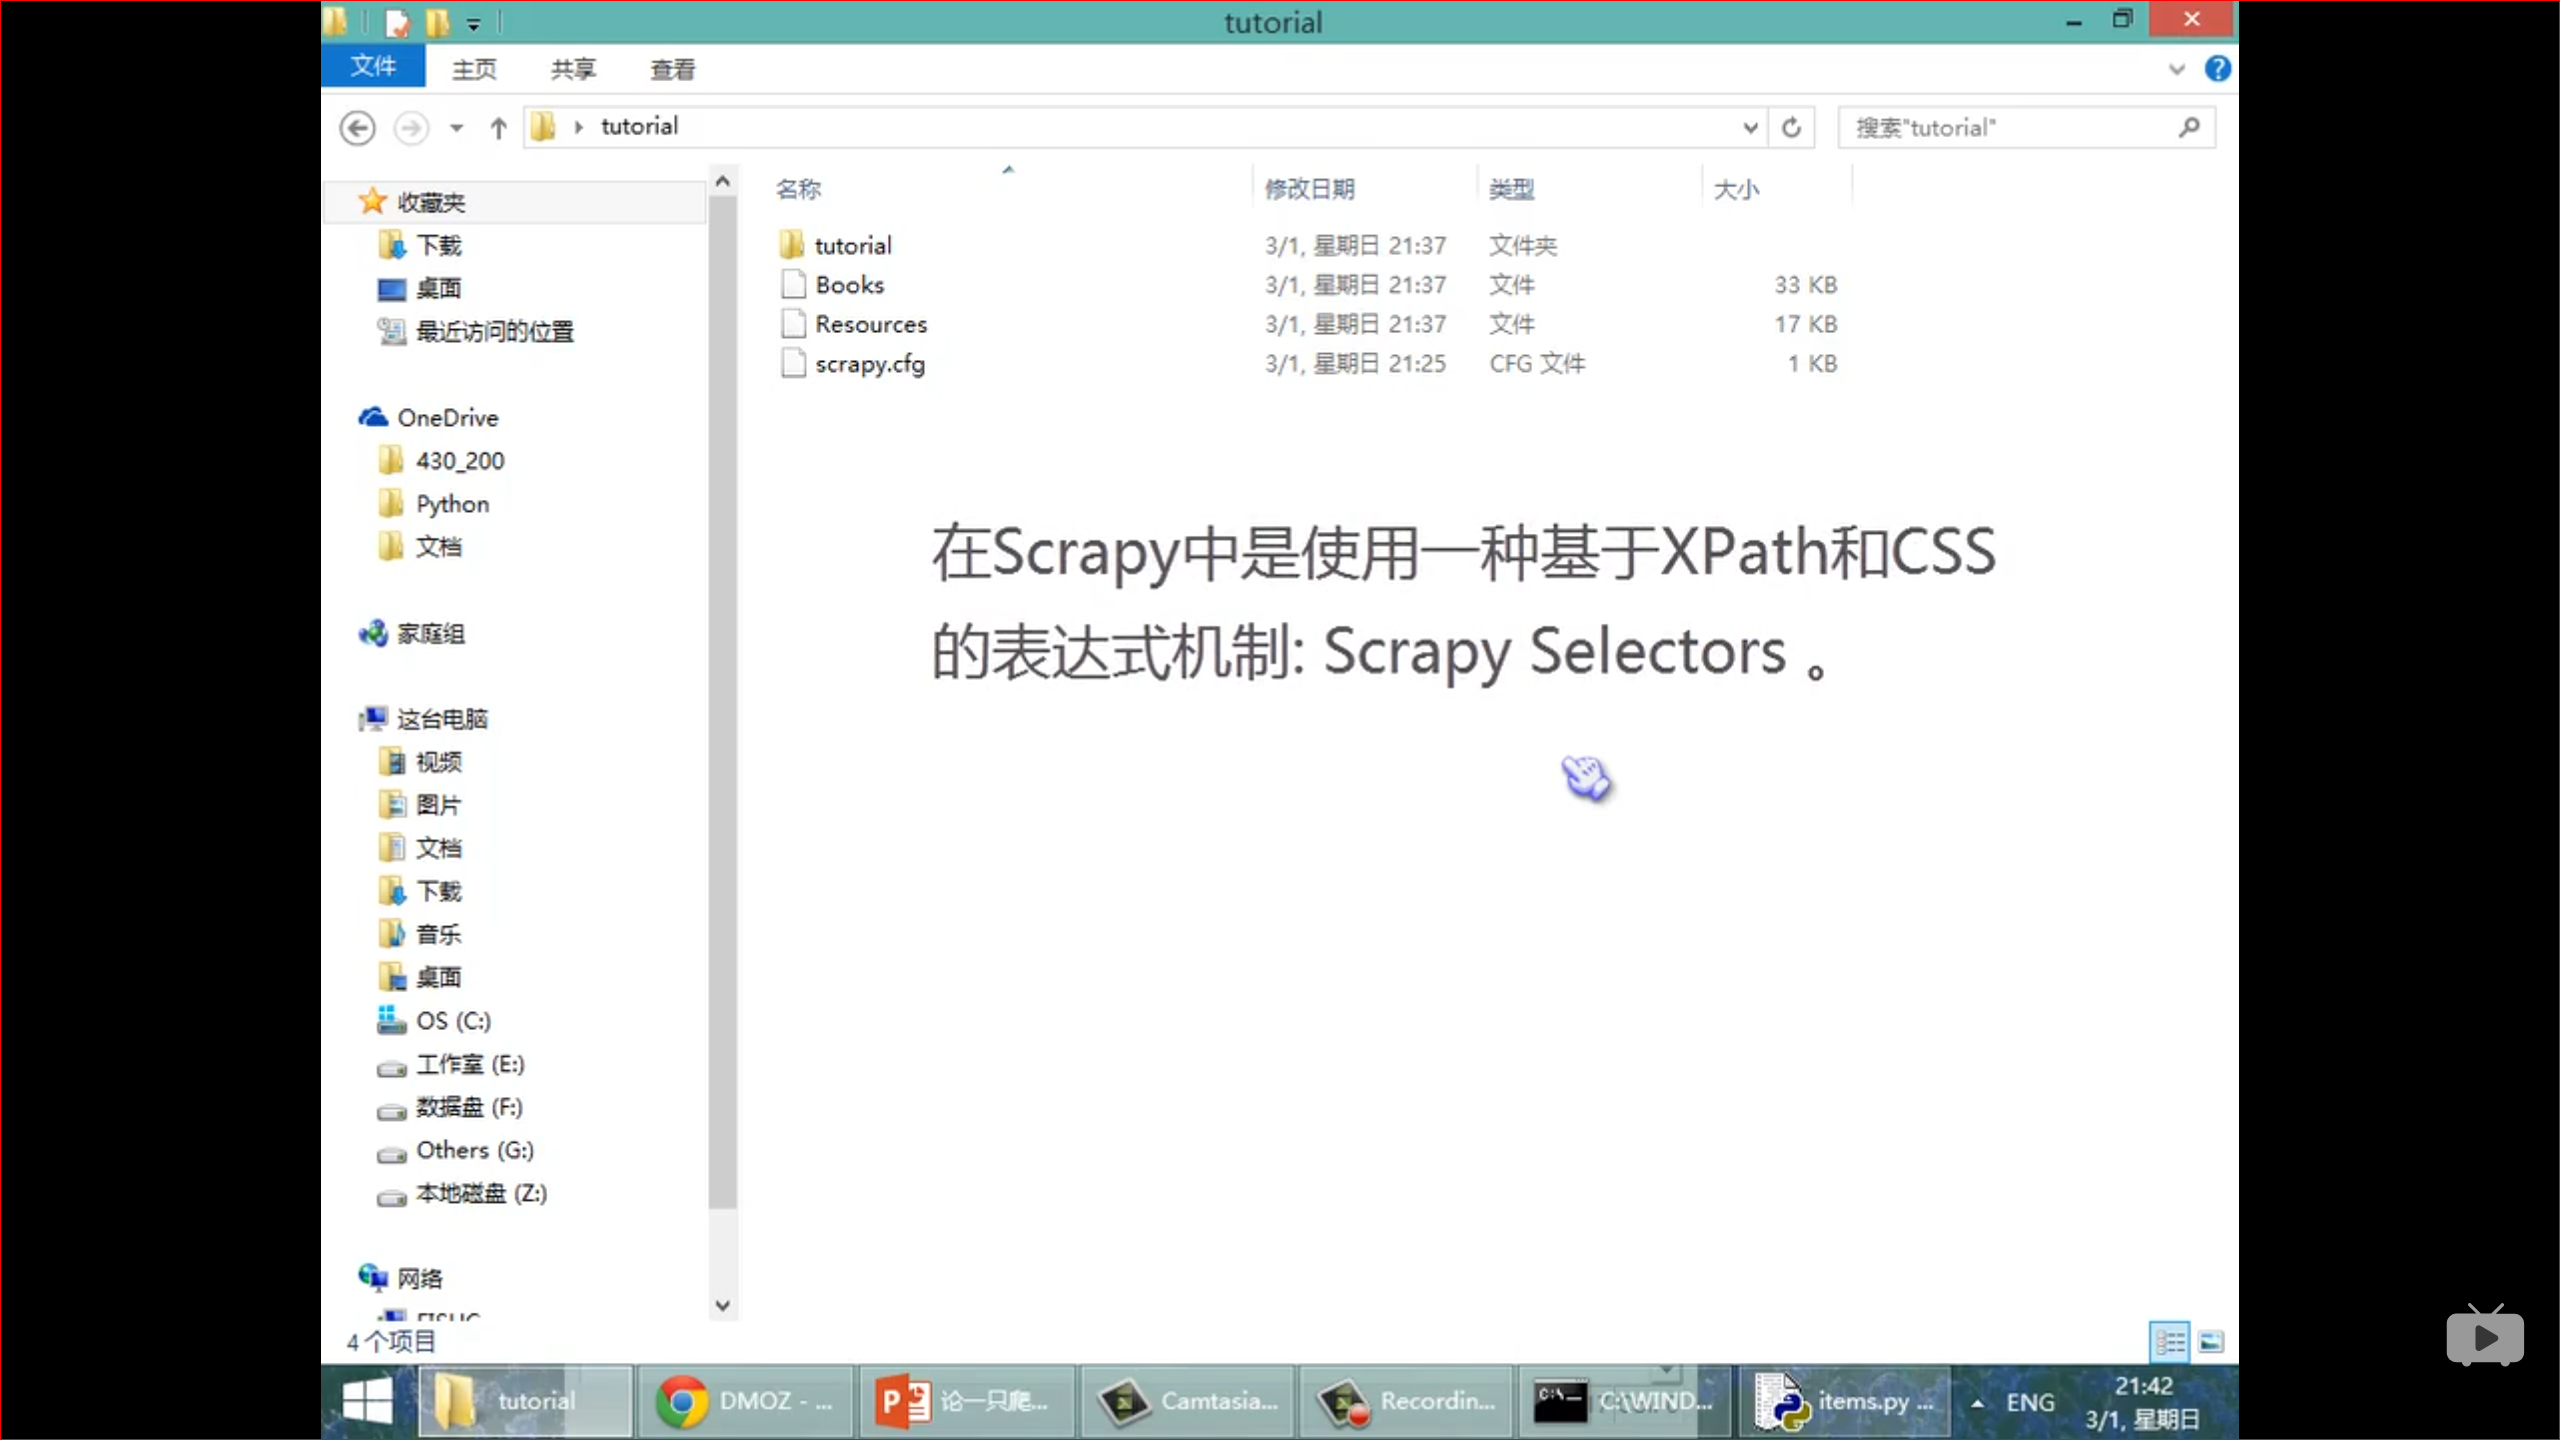 tutorial
文件 主页 共享 查看
tutorial
搜索"tutorial"
名称 修改日期 类型 大小
tutorial 3/1, 星期日 21:37 文件夹
Books 3/1, 星期日 21:37 文件 33 KB
Resources 3/1, 星期日 21:37 文件 17 KB
scrapy.cfg 3/1, 星期日 21:25 CFG 文件 1 KB
收藏夹
下载
桌面
最近访问的位置
OneDrive
430_200
Python
文档
家庭组
这台电脑
视频
图片
文档
下载
音乐
桌面
OS (C:)
工作室 (E:)
数据盘 (F:)
Others (G:)
本地磁盘 (Z:)
网络
在Scrapy中是使用一种基于XPath和CSS
的表达式机制: Scrapy Selectors 。
4 个项目
tutorial
DMOZ - ...
论一只爬...
Camtasia...
Recordin...
C:\WIND...
items.py ...
ENG
21:42
3/1, 星期日